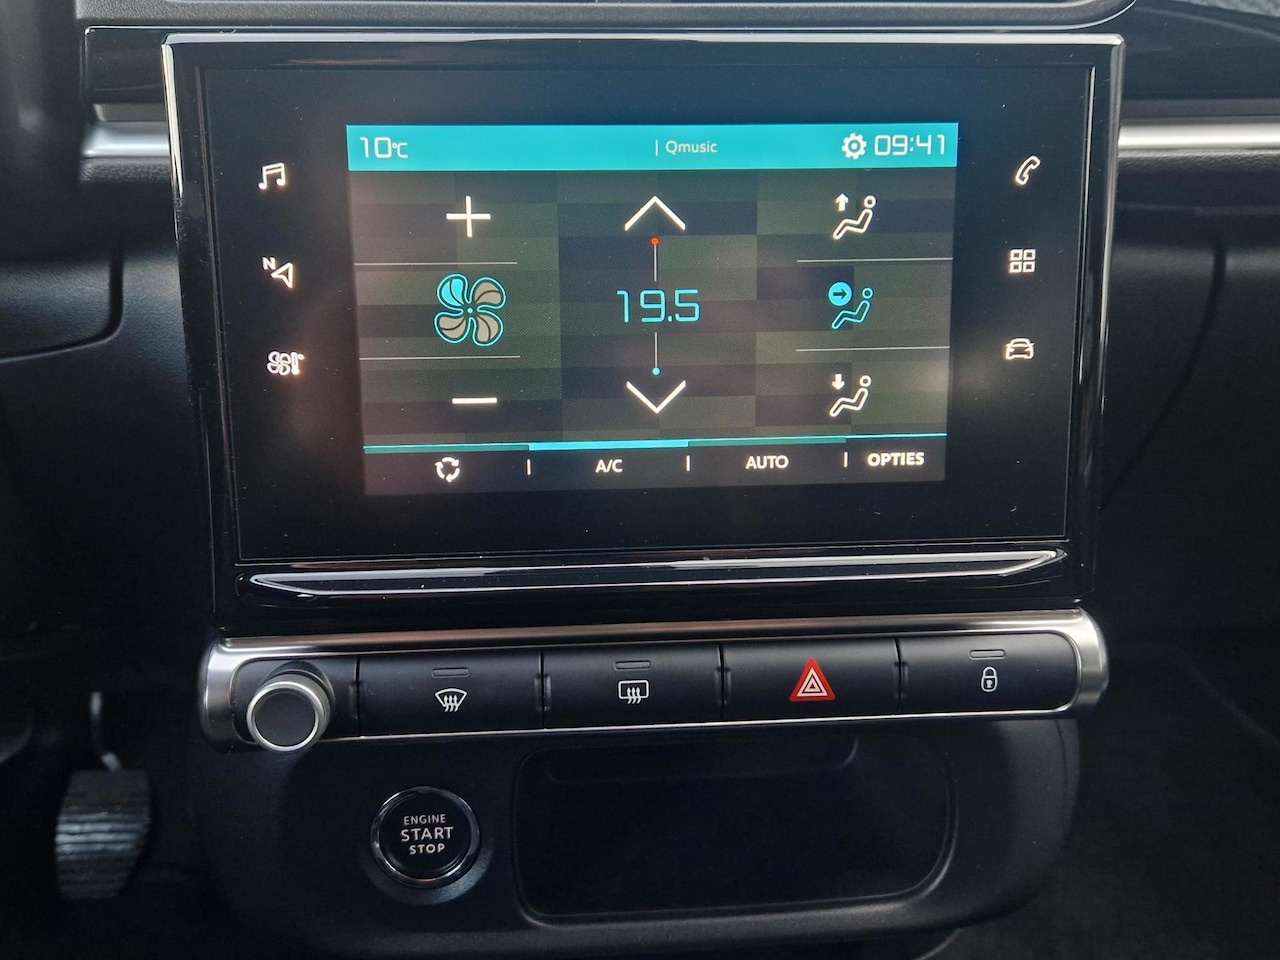 10°C | Qmusic 09:41
19.5
N
| A/C | AUTO | OPTIES
ENGINE
START
STOP